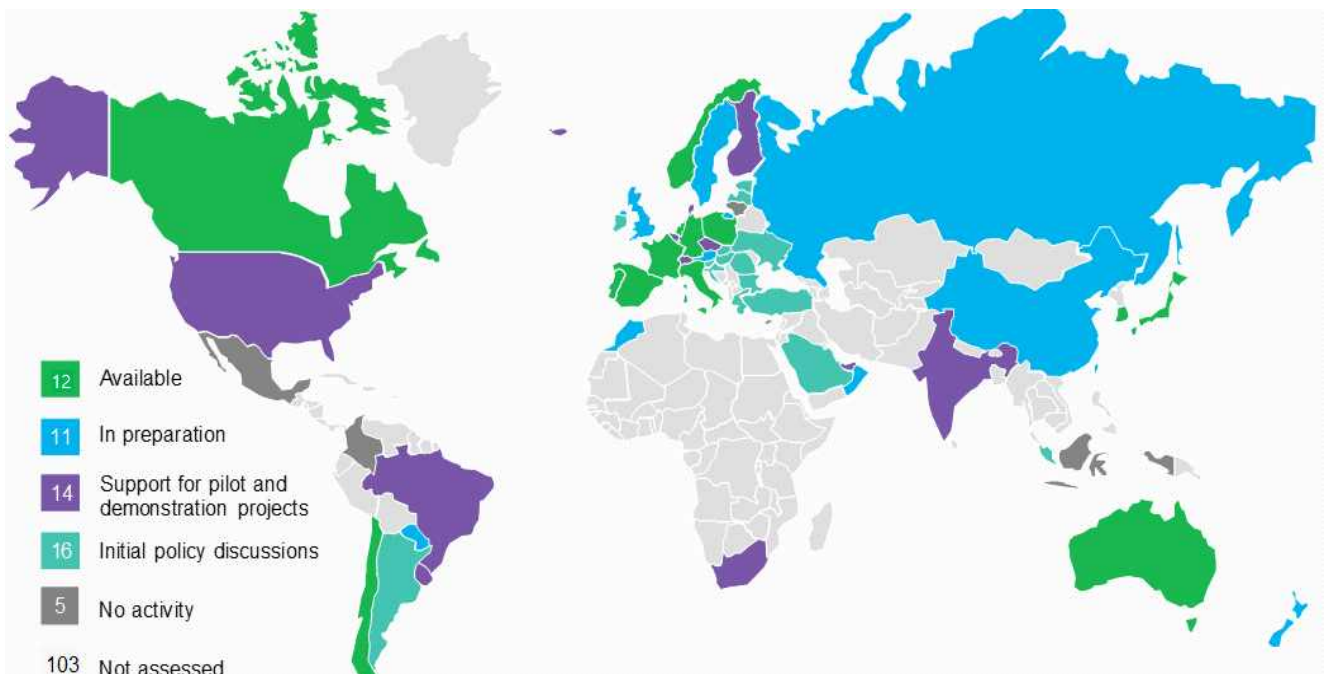 12 Available
11 In preparation
14 Support for pilot and
demonstration projects
16 Initial policy discussions
5 No activity
103 Not assessed